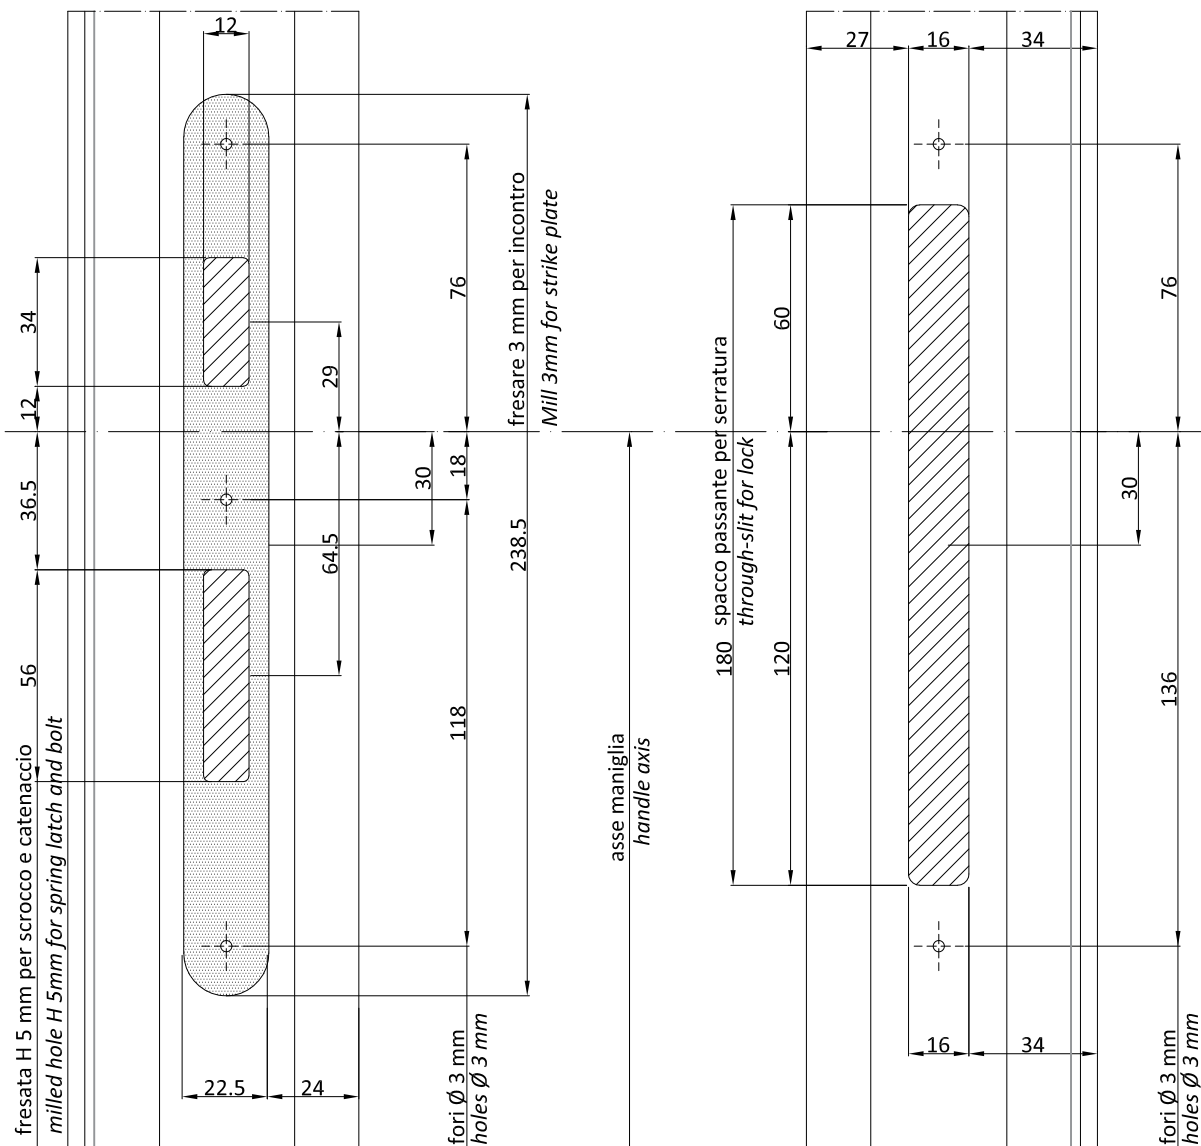 12
34
12
36.5
56
fresata H 5 mm per scrocco e catenaccio
milled hole H 5mm for spring latch and bolt
29
64.5
30
76
18
118
fori Ø 3 mm
holes Ø 3 mm
238.5
fresare 3 mm per incontro
Mill 3mm for strike plate
22.5
24
asse maniglia
handle axis
27
16
34
180
spacco passante per serratura
through-slit for lock
60
120
76
30
136
16
34
fori Ø 3 mm
holes Ø 3 mm